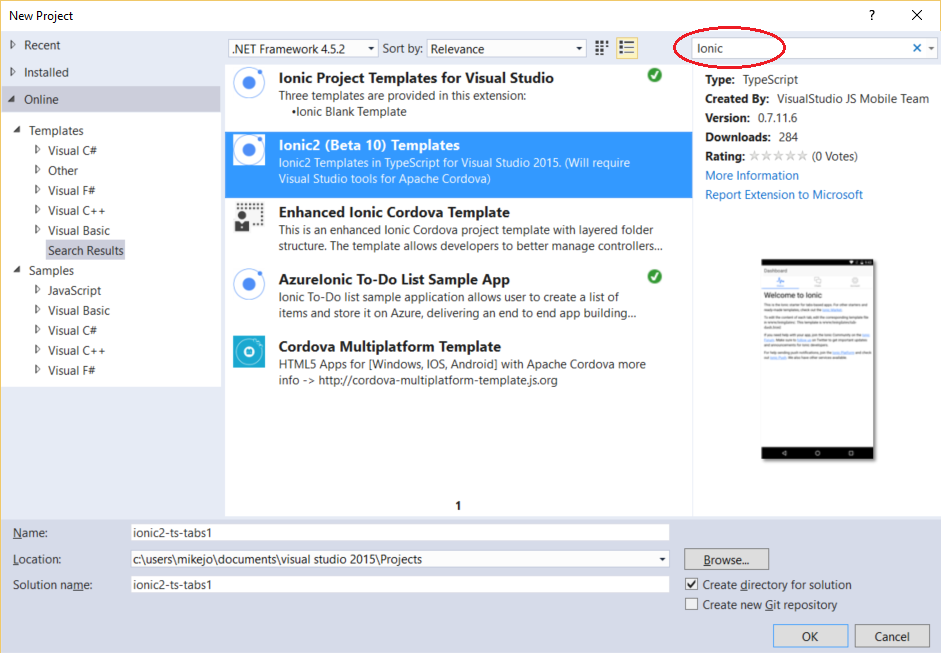 New Project
?
Recent
Installed
Online
Templates
Visual C#
Other
Visual F#
Visual C++
Visual Basic
Search Results
Samples
JavaScript
Visual Basic
Visual C#
Visual C++
Visual F#
.NET Framework 4.5.2
Sort by: Relevance
Ionic Project Templates for Visual Studio
Three templates are provided in this extension:
•Ionic Blank Template
Ionic2 (Beta 10) Templates
Ionic2 Templates in TypeScript for Visual Studio 2015. (Will require
Visual Studio tools for Apache Cordova)
Enhanced Ionic Cordova Template
This is an enhanced Ionic Cordova project template with layered folder
structure. The template allows developers to better manage controllers...
AzureIonic To-Do List Sample App
Ionic To-Do list sample application allows user to create a list of
items and store it on Azure, delivering an end to end app building...
Cordova Multiplatform Template
HTML5 Apps for [Windows, IOS, Android] with Apache Cordova more
info -> http://cordova-multiplatform-template.js.org
1
Ionic
Type: TypeScript
Created By: VisualStudio JS Mobile Team
Version: 0.7.11.6
Downloads: 284
Rating: (0 Votes)
More Information
Report Extension to Microsoft
Dashboard
Welcome to Ionic
Name: ionic2-ts-tabs1
Location: c:\users\mikejo\documents\visual studio 2015\Projects
Browse...
Solution name: ionic2-ts-tabs1
Create directory for solution
Create new Git repository
OK
Cancel